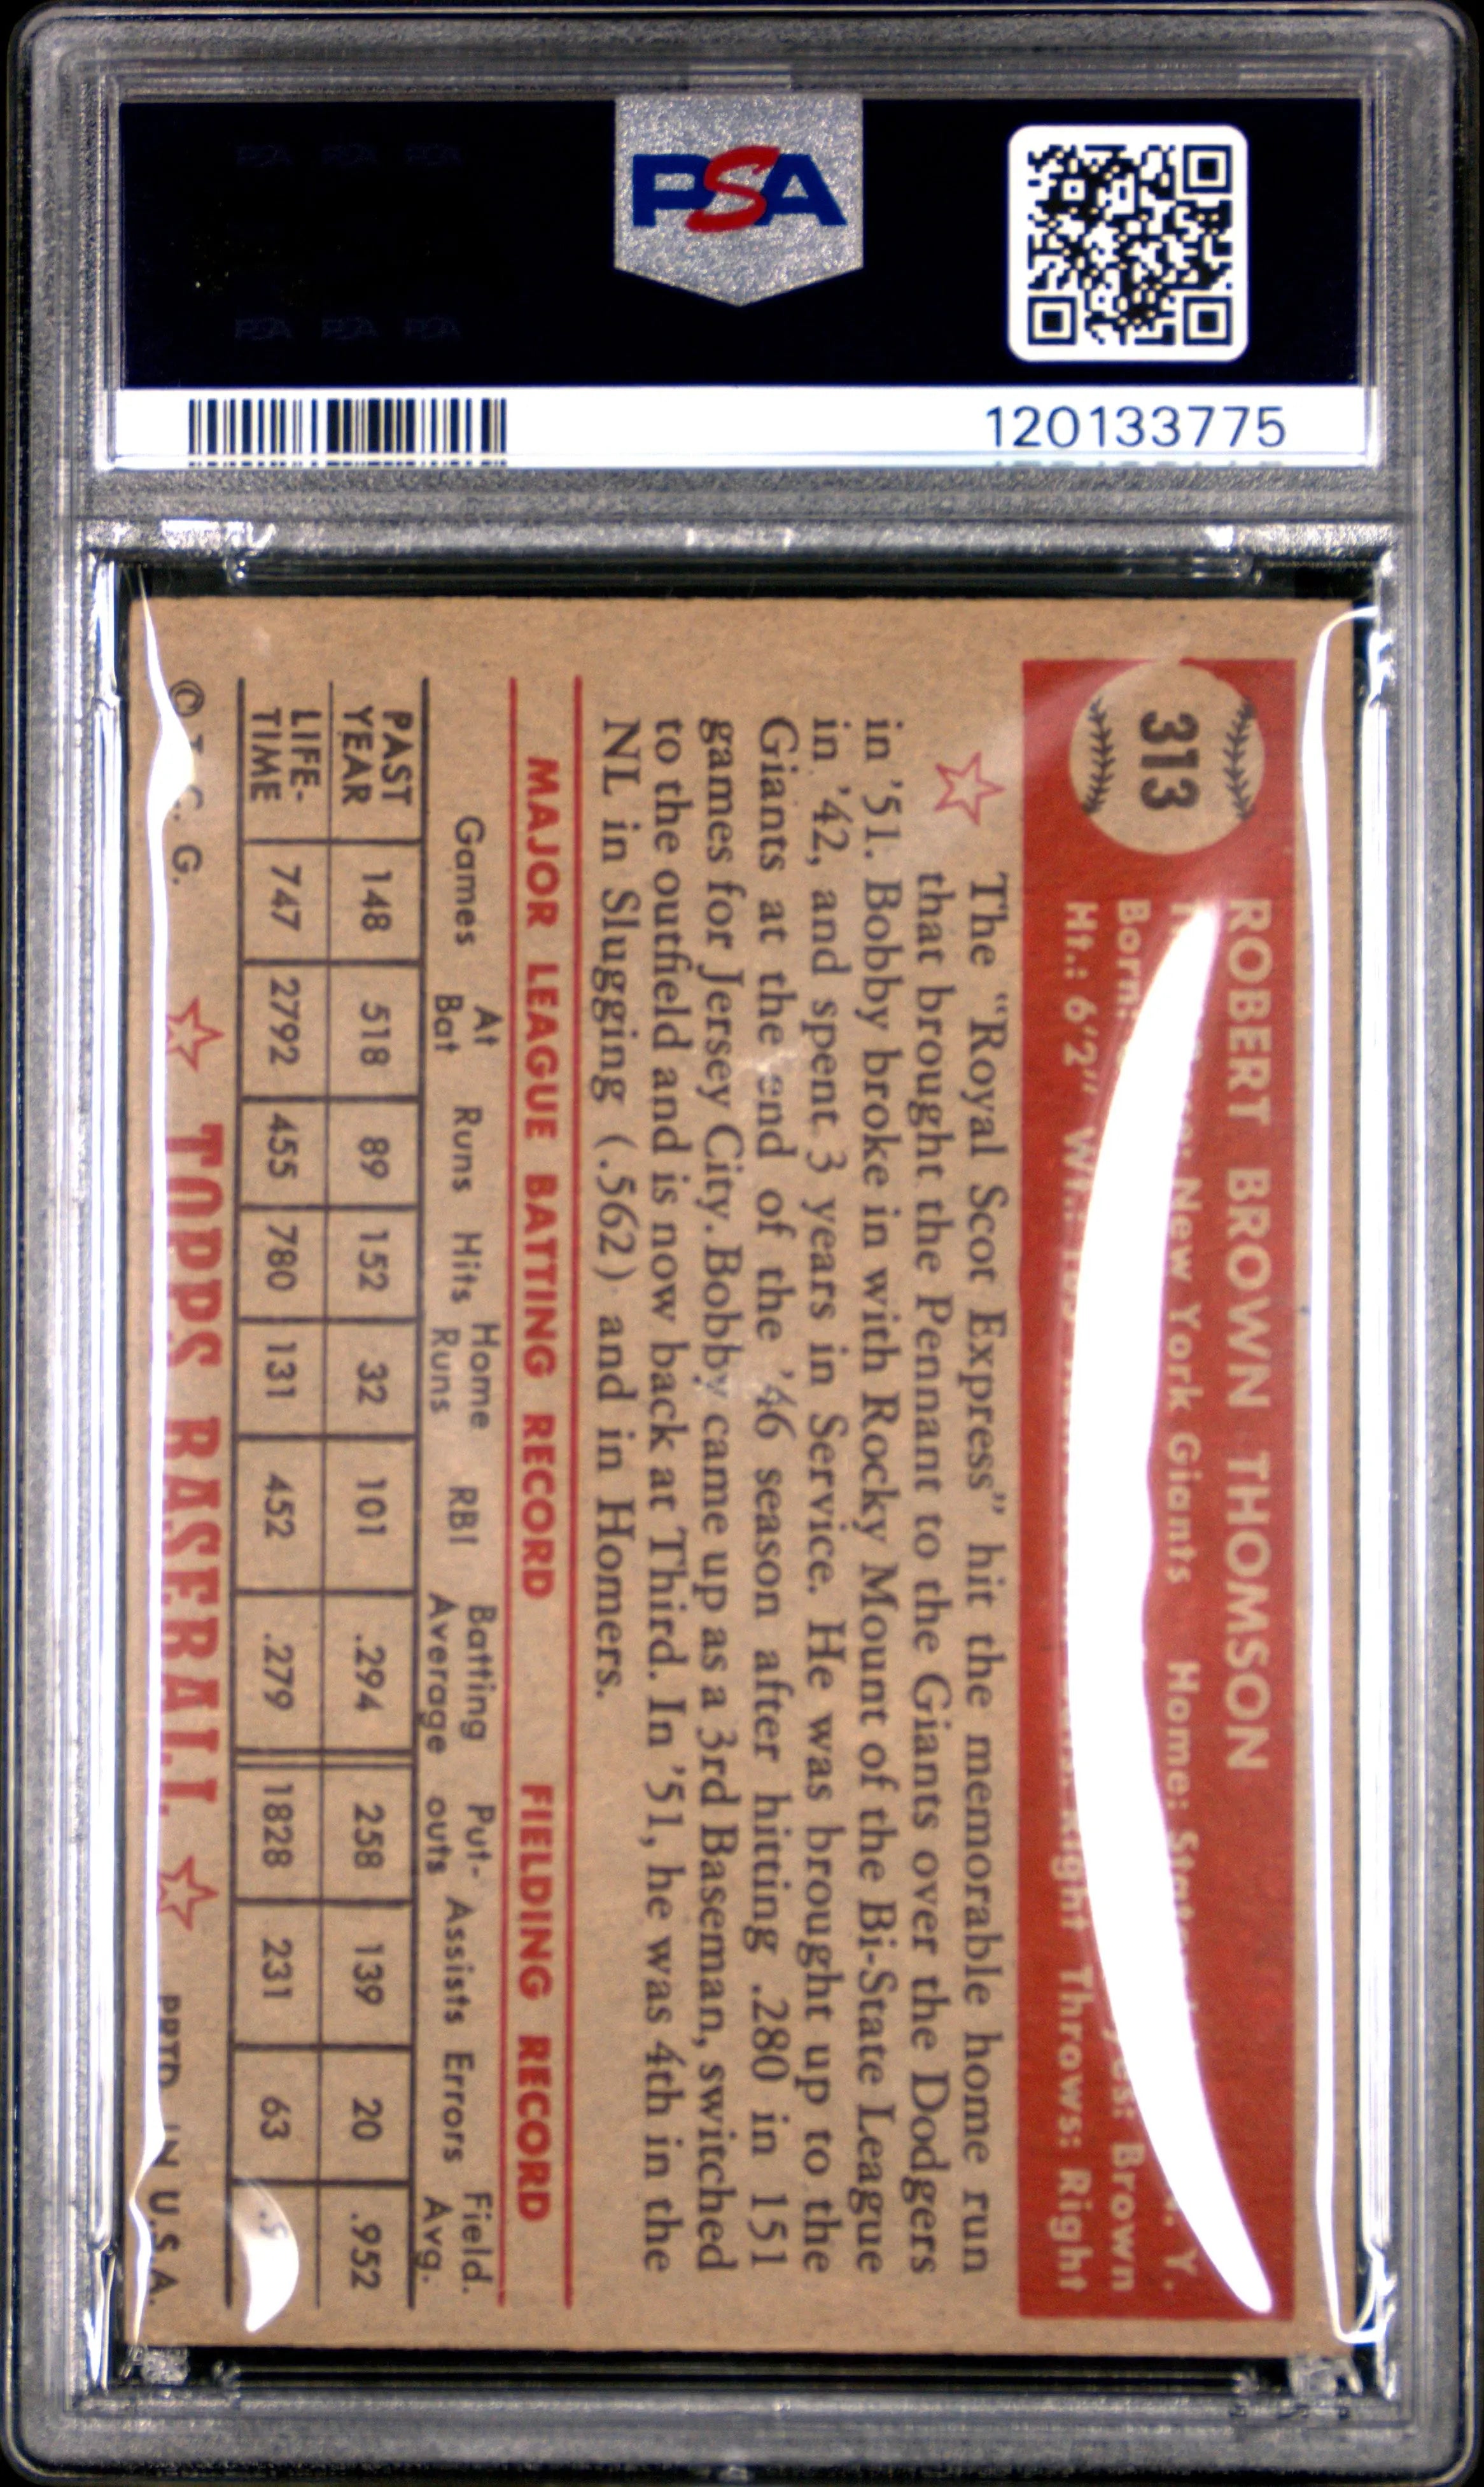 PSA
120133775
313
ROBERT BROWN THOMSON
New York Giants Home:
Born: Brown
Ht.: 6'2" Throws: Right
The "Royal Scot Express" hit the memorable home run
that brought the Pennant to the Giants over the Dodgers
in '51. Bobby broke in with Rocky Mount of the Bi-State League
in '42, and spent 3 years in Service. He was brought up to the
Giants at the end of the '46 season after hitting .280 in 151
games for Jersey City. Bobby came up as a 3rd Baseman, switched
to the outfield and is now back at Third. In '51, he was 4th in the
NL in Slugging (.562) and in Homers.
MAJOR LEAGUE BATTING RECORD FIELDING RECORD
Games At Bat Runs Hits Home Runs RBI Batting Average Put-outs Assists Errors Field. Avg.
PAST YEAR 148 518 89 152 32 101 .294 258 139 20 .952
LIFE-TIME 747 2792 455 780 131 452 .279 1828 231 63
© T. C. G. TOPPS BASEBALL PRTD. IN U.S.A.